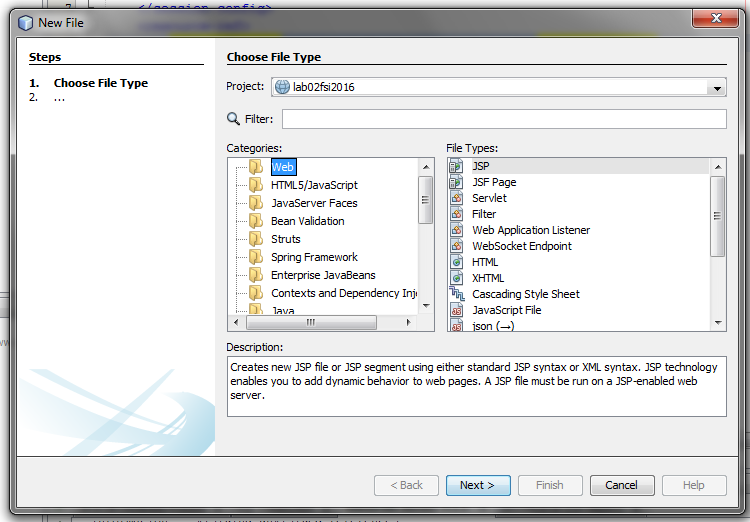 7
</session-config>
New File
Steps
1. Choose File Type
2. ...
Choose File Type
Project: lab02fsi2016
Filter:
Categories:
Web
HTML5/JavaScript
JavaServer Faces
Bean Validation
Struts
Spring Framework
Enterprise JavaBeans
Contexts and Dependency Inje
Java
File Types:
JSP
JSF Page
Servlet
Filter
Web Application Listener
WebSocket Endpoint
HTML
XHTML
Cascading Style Sheet
JavaScript File
json (→)
Description:
Creates new JSP file or JSP segment using either standard JSP syntax or XML syntax. JSP technology
enables you to add dynamic behavior to web pages. A JSP file must be run on a JSP-enabled web
server.
< Back Next > Finish Cancel Help